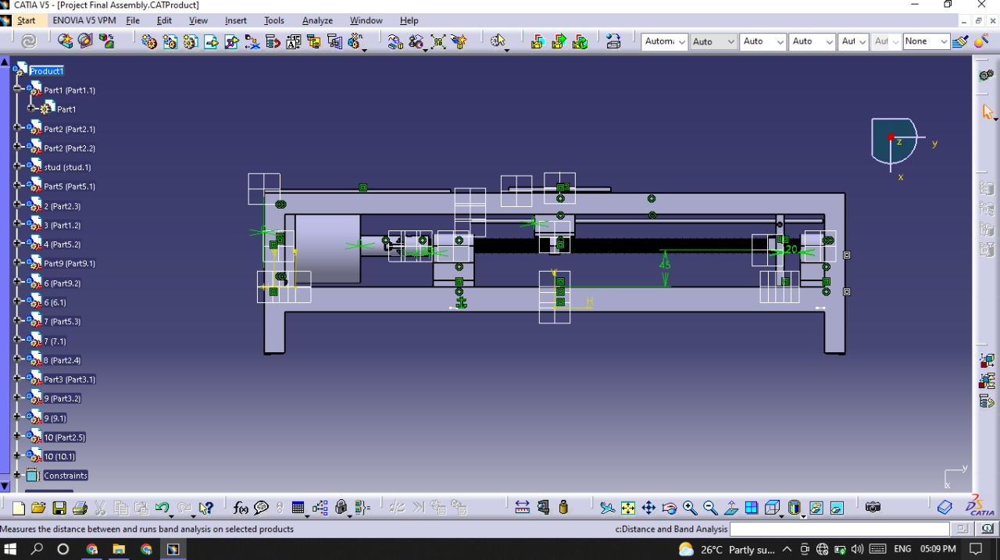 CATIA V5 - [Project Final Assembly.CATProduct]
Start ENOVIA V5 VPM File Edit View Insert Tools Analyze Window Help
Automa Auto Auto Auto Aut Aut None
Product1
Part1 (Part1.1)
Part1
Part2 (Part2.1)
Part2 (Part2.2)
stud (stud.1)
Part5 (Part5.1)
2 (Part2.3)
3 (Part1.2)
4 (Part5.2)
Part9 (Part9.1)
6 (Part9.2)
6 (6.1)
7 (Part5.3)
7 (7.1)
8 (Part2.4)
Part3 (Part3.1)
9 (Part3.2)
9 (9.1)
10 (Part2.5)
10 (10.1)
Constraints
z
y
x
20
45
V
H
y
x
f(x)
CATIA
Measures the distance between and runs band analysis on selected products
c:Distance and Band Analysis
26°C Partly su... ENG 05:09 PM